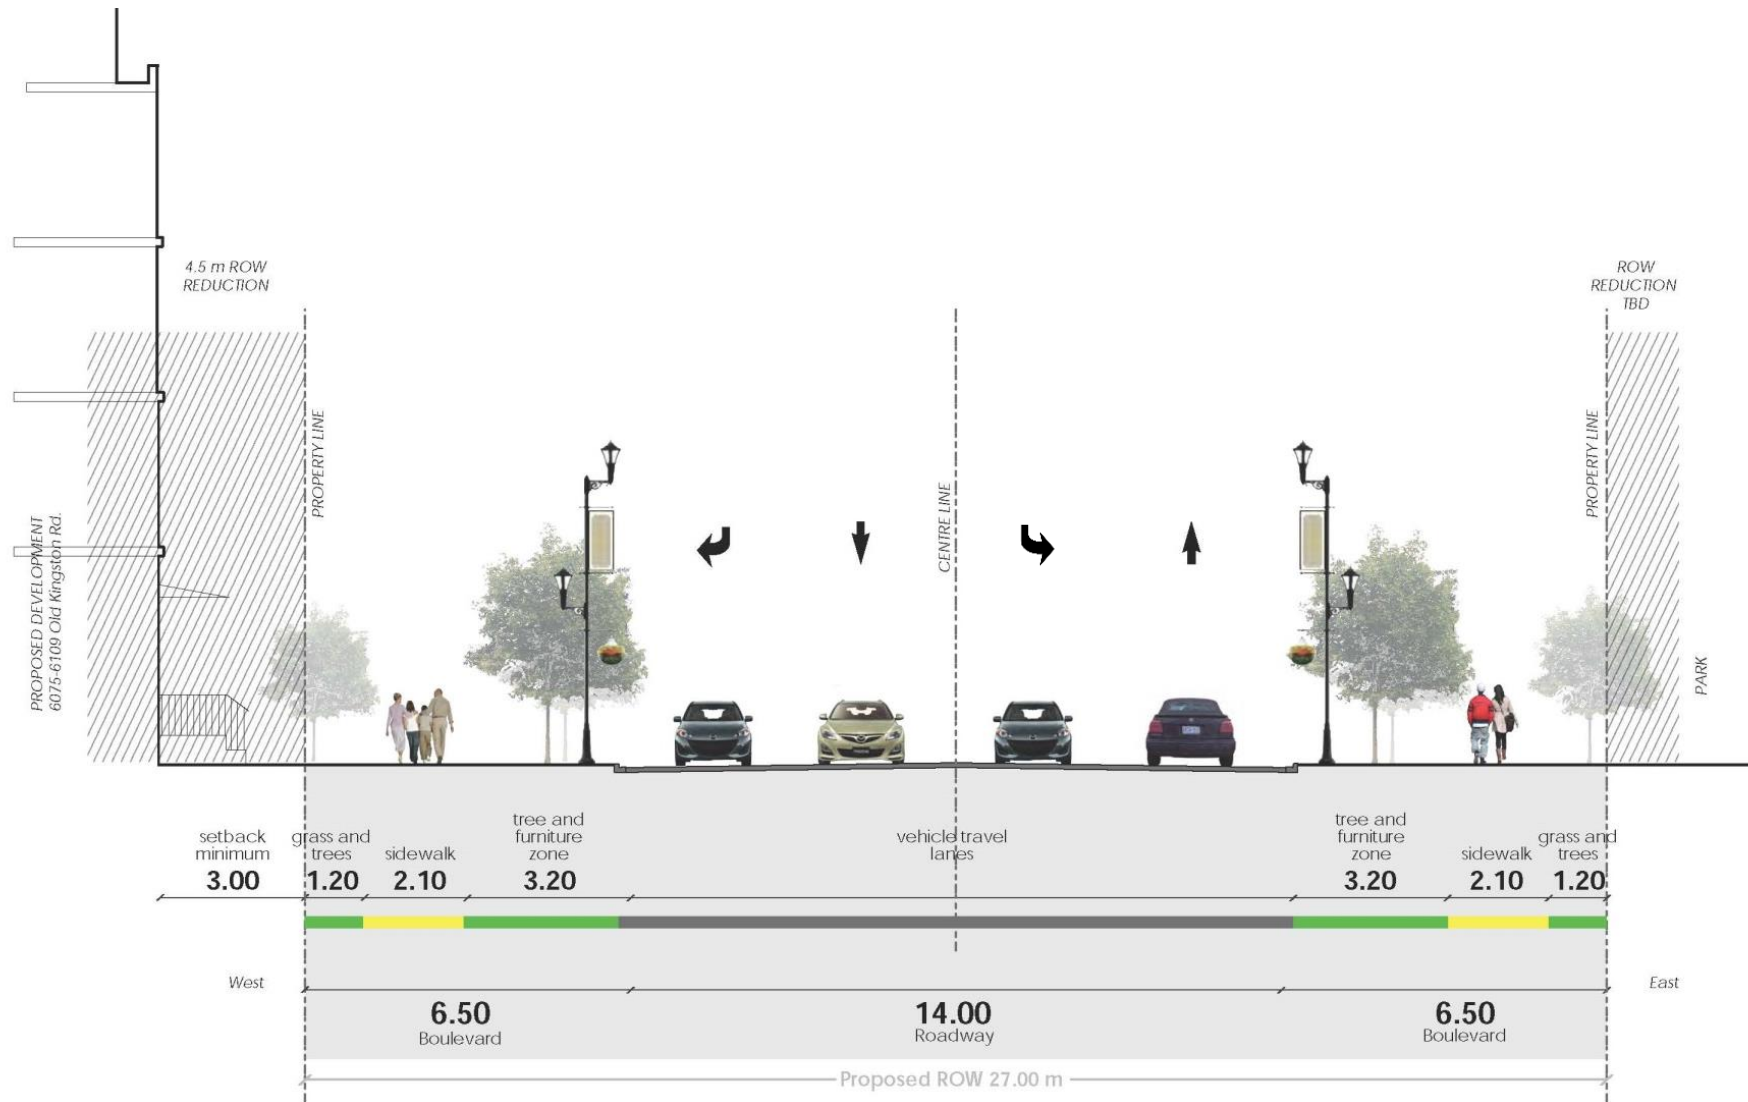 4.5 m ROW
REDUCTION
ROW
REDUCTION
TBD
PROPOSED DEVELOPMENT
6075-6109 Old Kingston Rd.
PROPERTY LINE
CENTRE LINE
PROPERTY LINE
PARK
setback
minimum
3.00
grass and
trees
1.20
sidewalk
2.10
tree and
furniture
zone
3.20
vehicle travel
lanes
tree and
furniture
zone
3.20
sidewalk
2.10
grass and
trees
1.20
West
East
6.50
Boulevard
14.00
Roadway
6.50
Boulevard
Proposed ROW 27.00 m